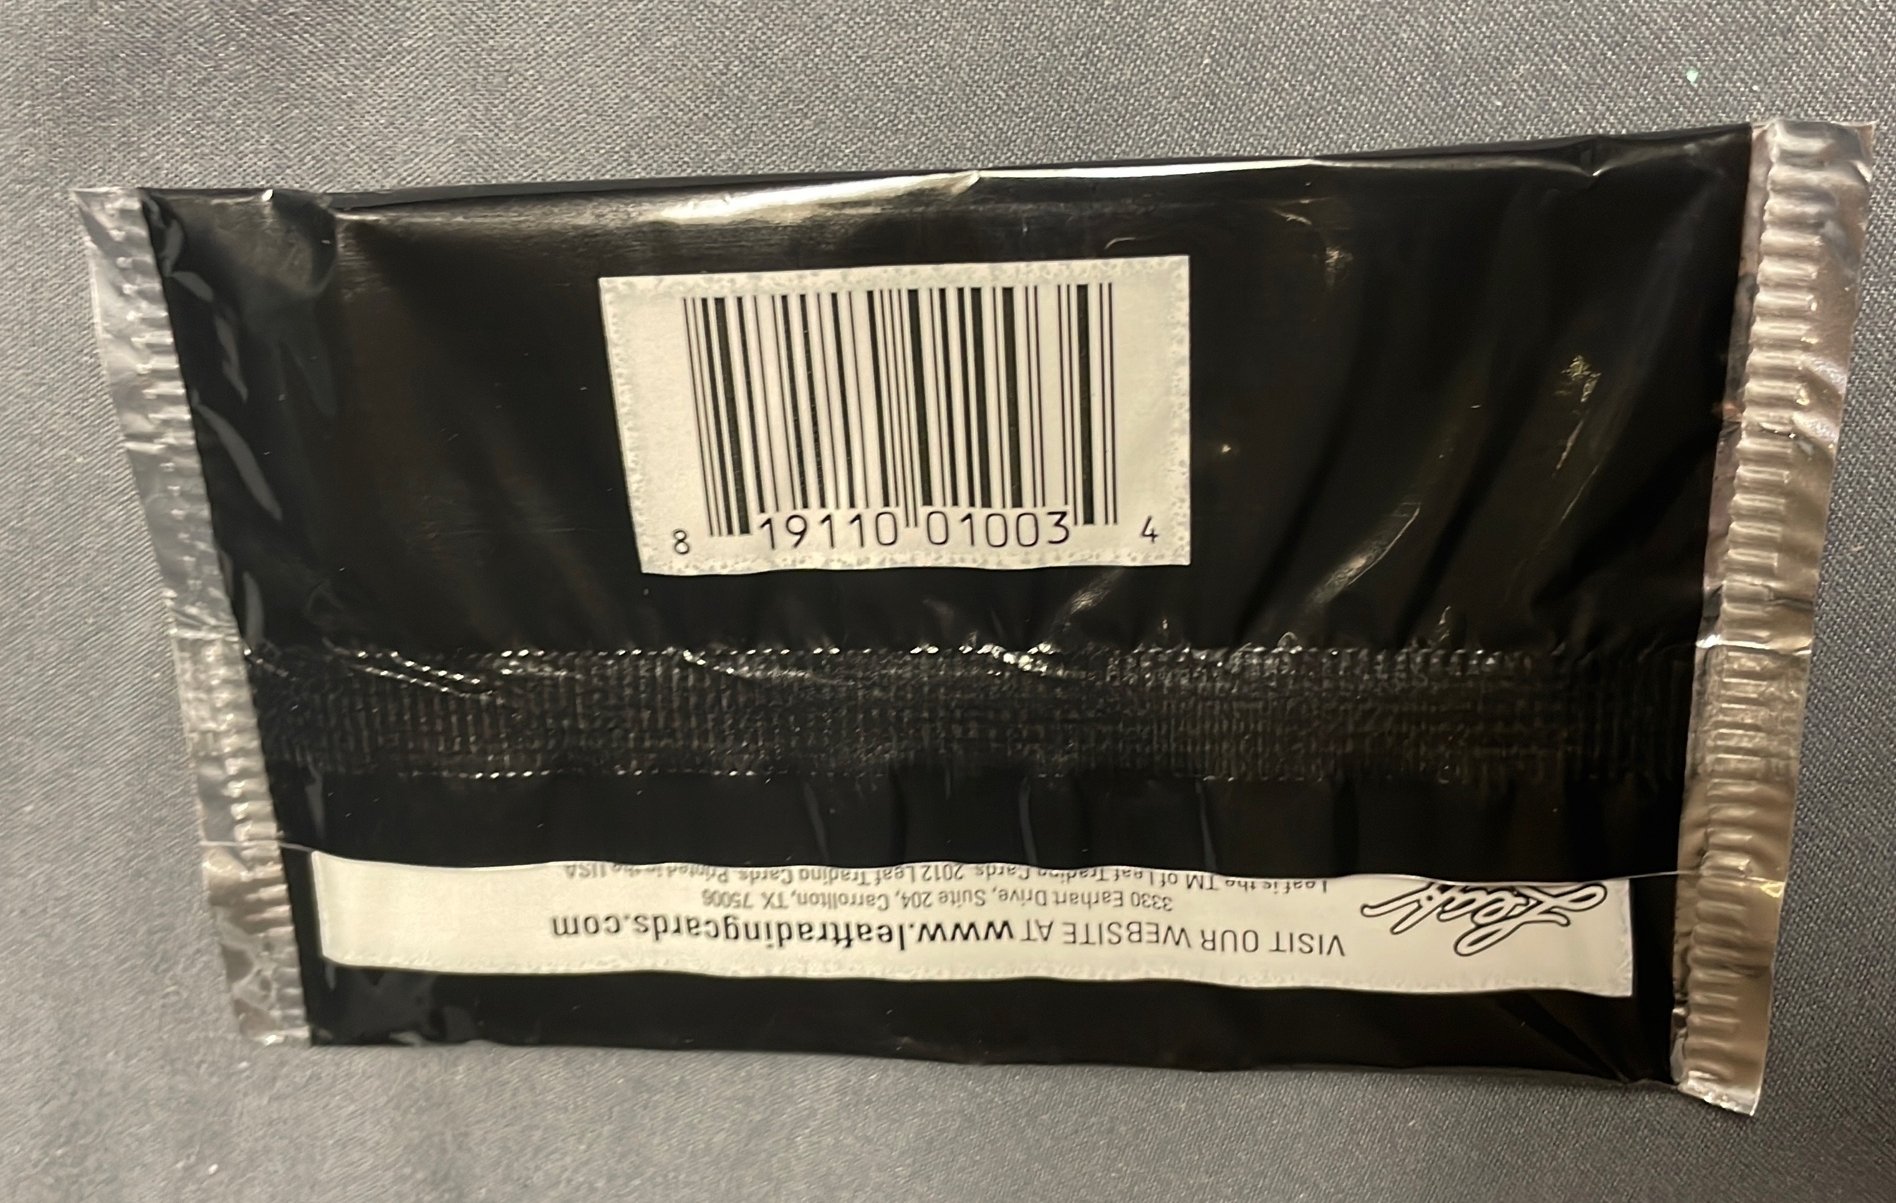 8 19110 01003 4
Leaf
VISIT OUR WEBSITE AT www.leaftradingcards.com
3330 Earhart Drive, Suite 204, Carrollton, TX 75006
Leaf is the TM of Leaf Trading Cards. 2012 Leaf Trading Cards. Printed in the USA